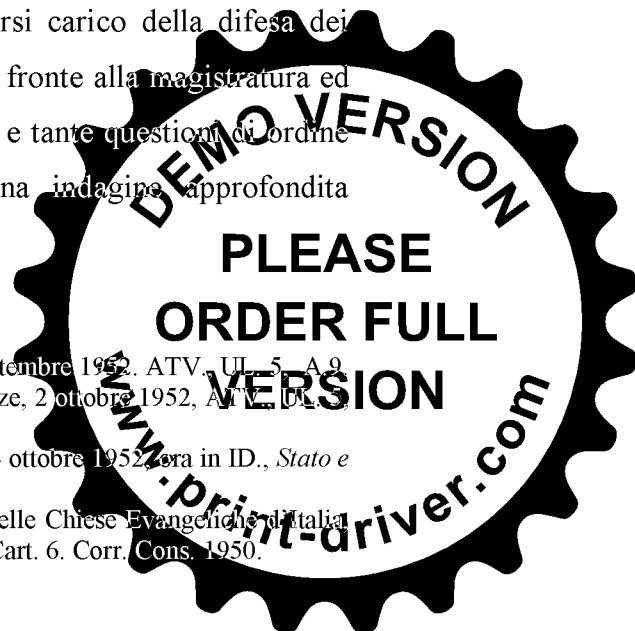 rsi carico della difesa dei
fronte alla magistratura ed
e tante questioni di ordine
na indagine approfondita
DEMO VERSION
PLEASE
ORDER FULL
VERSION
www.print-driver.com
tembre 1952. ATV., UL. 5, A.9.
ze, 2 ottobre 1952, ATV., UL. 5,
ottobre 1952, ora in ID., Stato e
elle Chiese Evangeliche d'Italia,
Cart. 6. Corr. Cons. 1950.